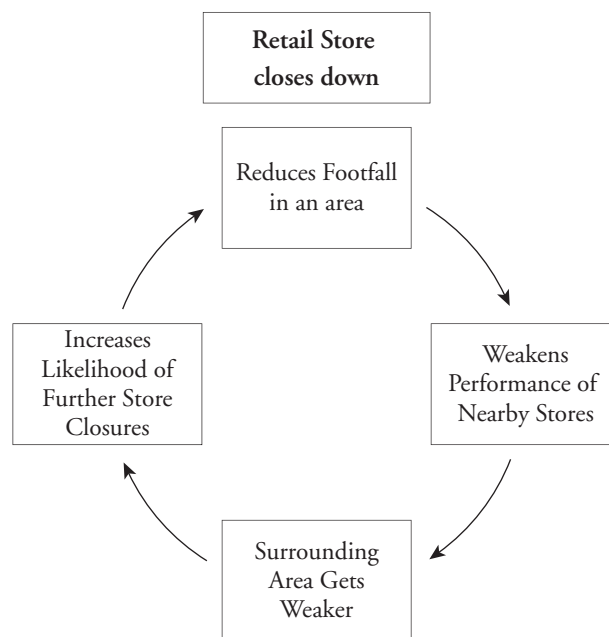 Retail Store
closes down
Reduces Footfall
in an area
Weakens
Performance of
Nearby Stores
Surrounding
Area Gets
Weaker
Increases
Likelihood of
Further Store
Closures